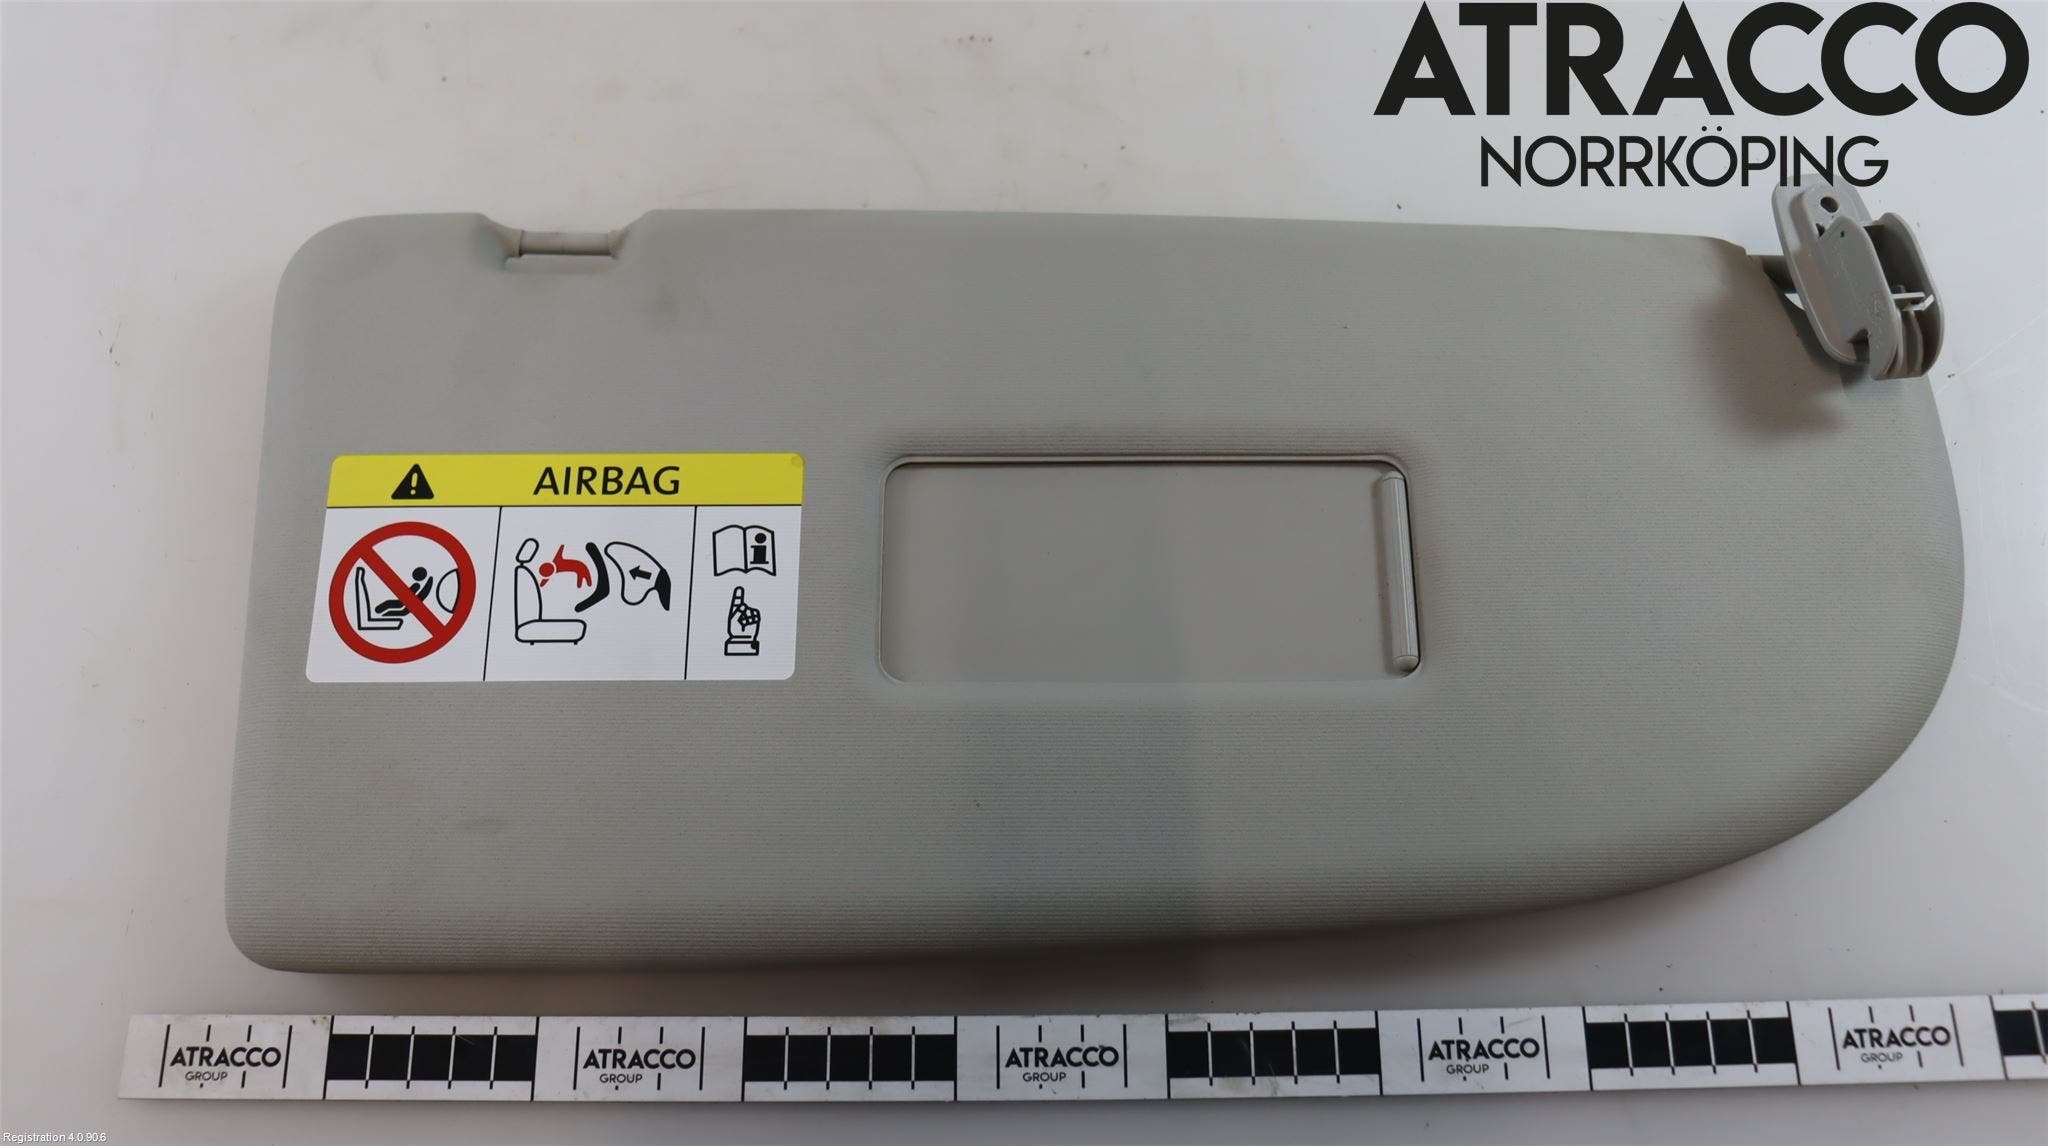 ATRACCO
NORRKÖPING
AIRBAG
i
ATRACCO
GROUP
ATRACCO
GROUP
ATRACCO
GROUP
ATRACCO
GROUP
ATRACCO
GROUP
Registration 4.0.90.6